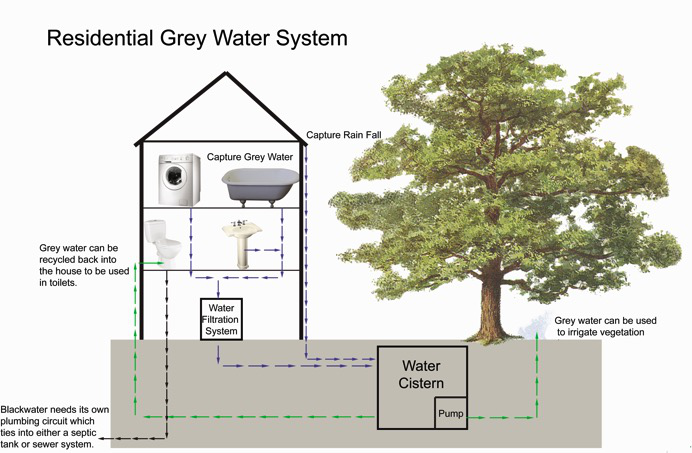 Residential Grey Water System
Capture Rain Fall
Capture Grey Water
Grey water can be
recycled back into
the house to be used
in toilets.
Water
Filtration
System
Grey water can be used
to irrigate vegetation
Water
Cistern
Pump
Blackwater needs its own
plumbing circuit which
ties into either a septic
tank or sewer system.